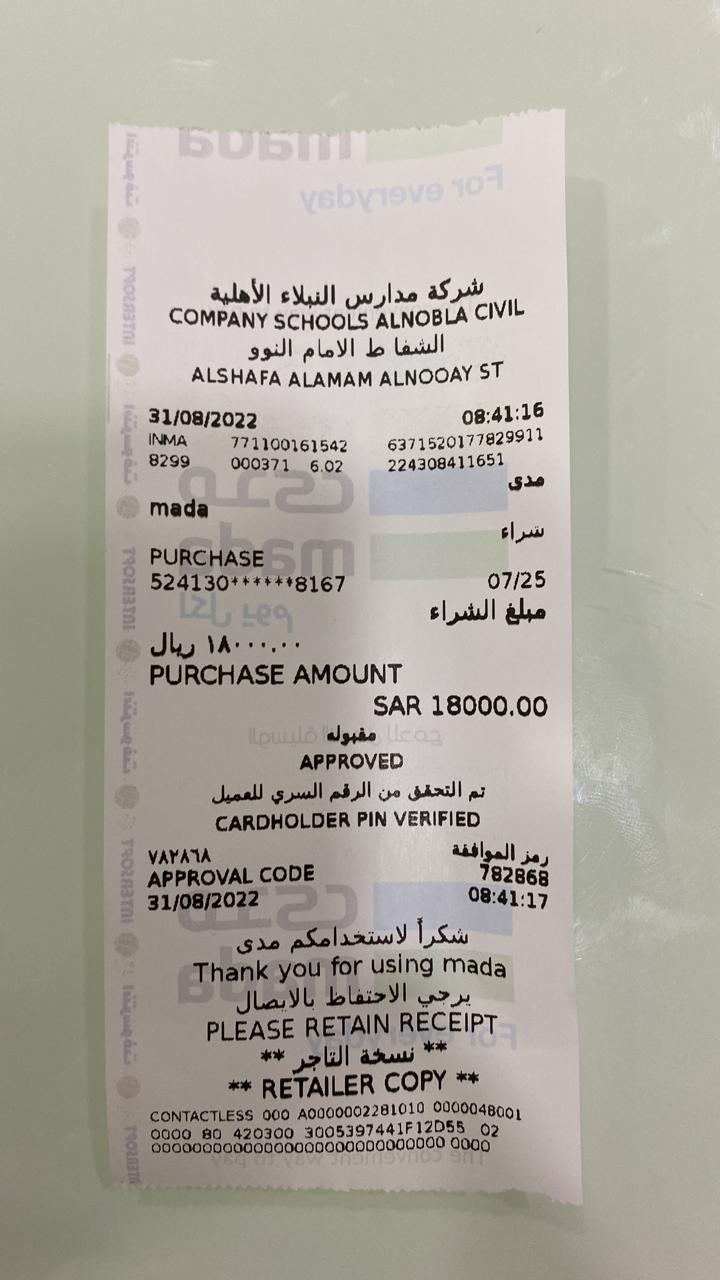 شركة مدارس النبلاء الأهلية
COMPANY SCHOOLS ALNOBLA CIVIL
الشفا ط الامام النوو
ALSHAFA ALAMAM ALNOOAY ST
31/08/2022 08:41:16
INMA 771100161542 6371520177829911
8299 000371 6.02 224308411651
مدى
mada
شراء
PURCHASE
524130******8167 07/25
مبلغ الشراء
١٨٠٠٠.٠٠ ريال
PURCHASE AMOUNT
SAR 18000.00
مقبوله
APPROVED
تم التحقق من الرقم السري للعميل
CARDHOLDER PIN VERIFIED
رمز الموافقة ٧٨٢٨٦٨
APPROVAL CODE 782868
31/08/2022 08:41:17
شكراً لاستخدامكم مدى
Thank you for using mada
يرجي الاحتفاظ بالايصال
PLEASE RETAIN RECEIPT
** نسخة التاجر **
** RETAILER COPY **
CONTACTLESS 000 A0000002281010 0000048001
0000 80 420300 3005397441F12D55 02